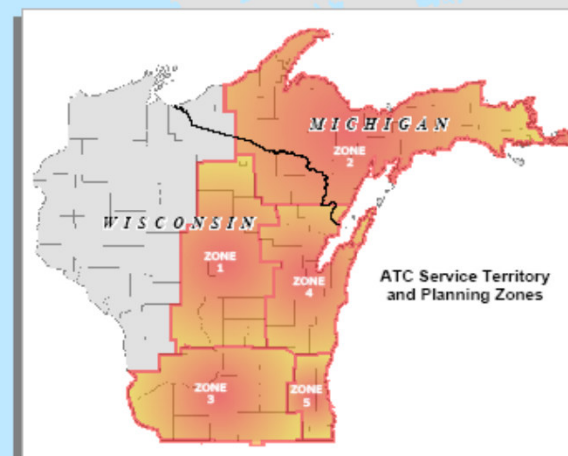 MICHIGAN
ZONE
2
WISCONSIN
ZONE
1
ZONE
4
ATC Service Territory
and Planning Zones
ZONE
3
ZONE
5